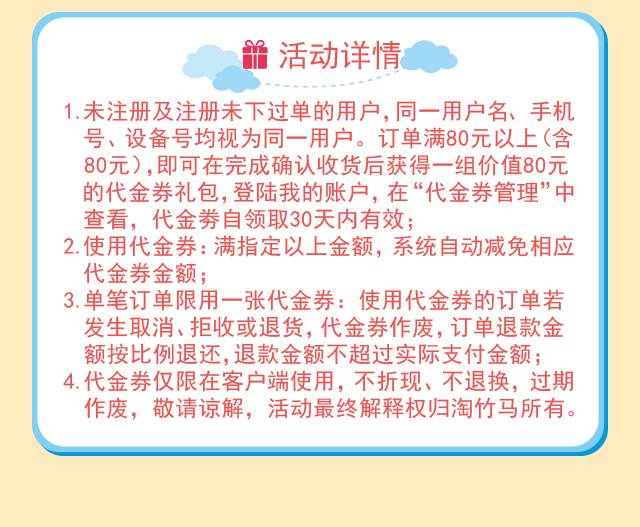 活动详情
1.未注册及注册未下过单的用户，同一用户名、手机
号、设备号均视为同一用户。订单满80元以上（含
80元），即可在完成确认收货后获得一组价值80元
的代金券礼包，登陆我的账户，在“代金券管理”中
查看，代金劵自领取30天内有效；
2.使用代金券：满指定以上金额，系统自动减免相应
代金券金额；
3.单笔订单限用一张代金券：使用代金券的订单若
发生取消、拒收或退货，代金券作废，订单退款金
额按比例退还，退款金额不超过实际支付金额；
4.代金券仅限在客户端使用，不折现、不退换，过期
作废，敬请谅解，活动最终解释权归淘竹马所有。